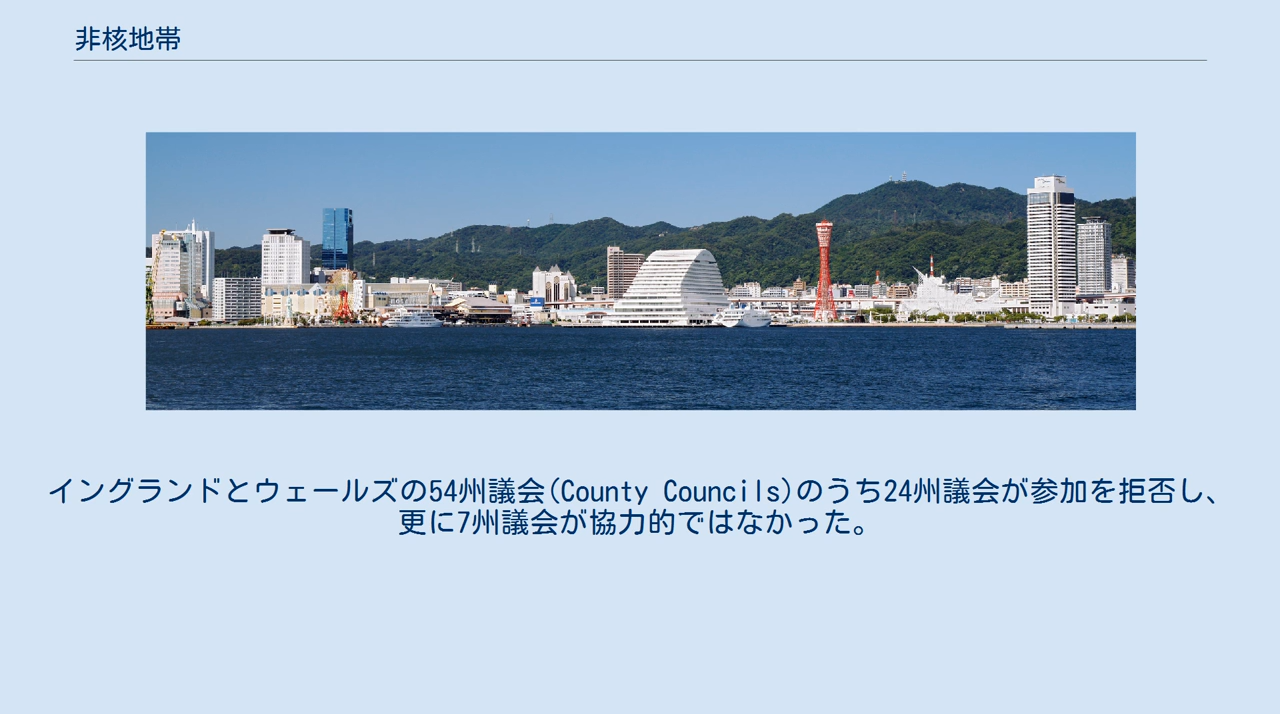 非核地帯
イングランドとウェールズの54州議会(County Councils)のうち24州議会が参加を拒否し、
更に7州議会が協力的ではなかった。